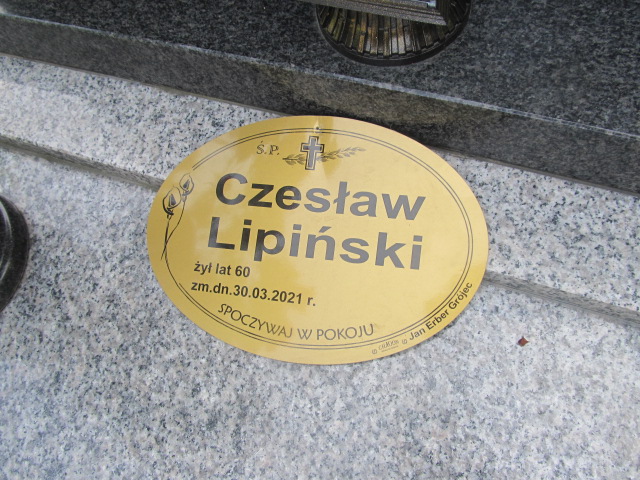 Ś.P.
Czesław
Lipiński
żył lat 60
zm.dn.30.03.2021 r.
SPOCZYWAJ W POKOJU
© Jan Erber Grójec